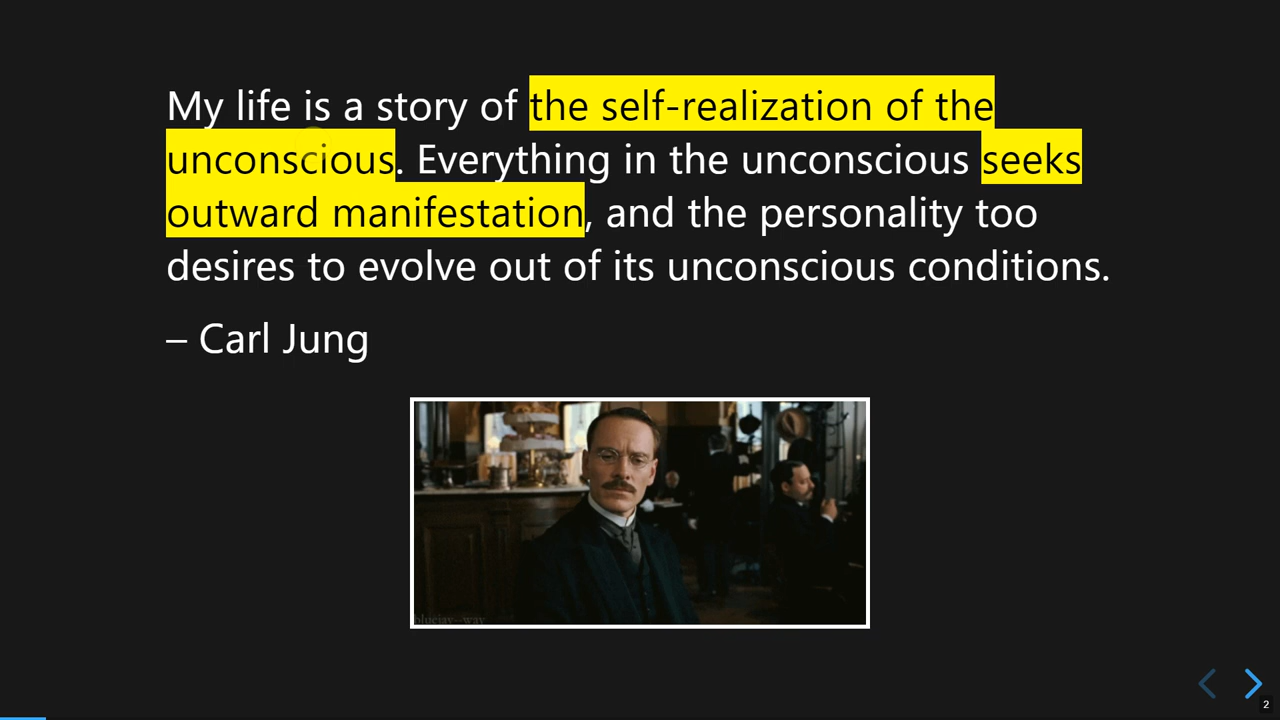 My life is a story of the self-realization of the
unconscious. Everything in the unconscious seeks
outward manifestation, and the personality too
desires to evolve out of its unconscious conditions.
– Carl Jung
2